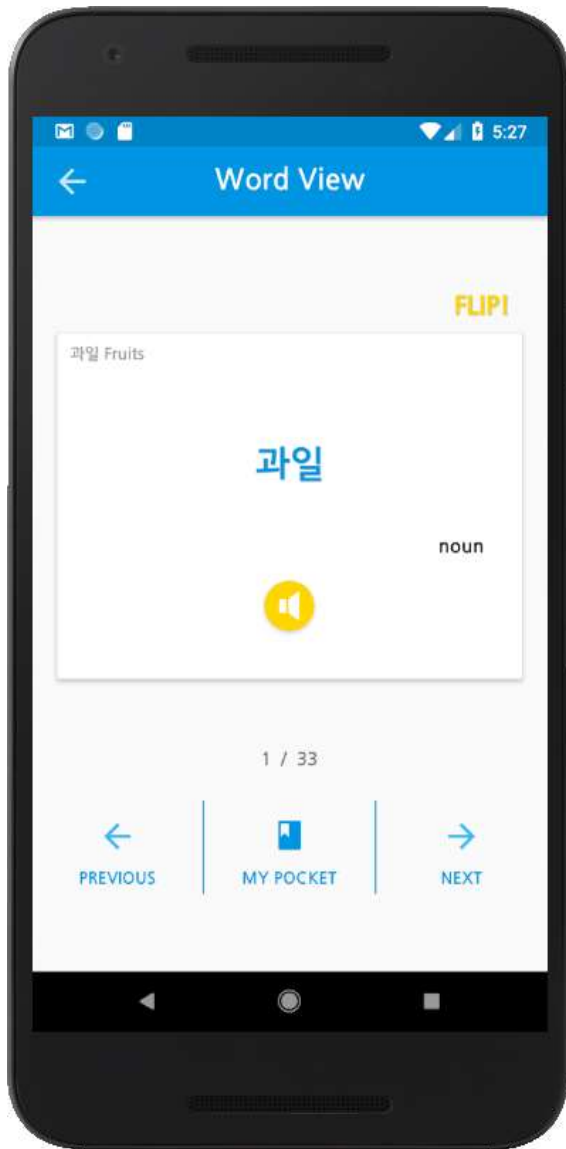 5:27
Word View
FLIP!
과일 Fruits
과일
noun
1 / 33
PREVIOUS
MY POCKET
NEXT